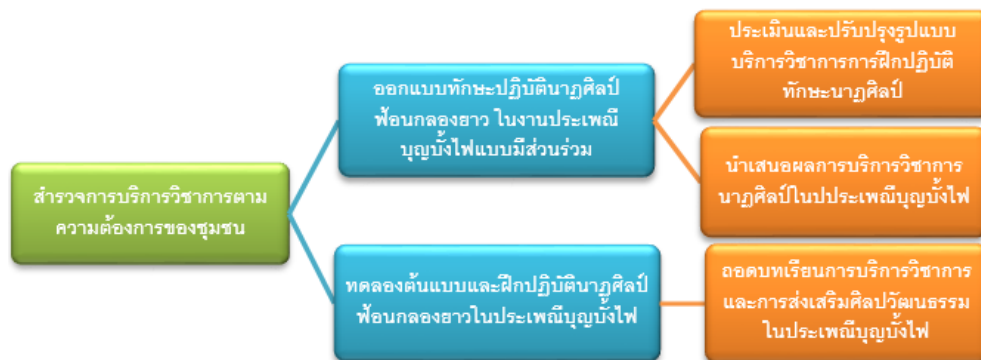 สำรวจการบริการวิชาการตาม
ความต้องการของชุมชน
ออกแบบทักษะปฏิบัตินาฏศิลป์
ฟ้อนกลองยาว ในงานประเพณี
บุญบั้งไฟแบบมีส่วนร่วม
ทดลองต้นแบบและฝึกปฏิบัตินาฏศิลป์
ฟ้อนกลองยาวในประเพณีบุญบั้งไฟ
ประเมินและปรับปรุงรูปแบบ
บริการวิชาการการฝึกปฏิบัติ
ทักษะนาฏศิลป์
นำเสนอผลการบริการวิชาการ
นาฏศิลป์ในปประเพณีบุญบั้งไฟ
ถอดบทเรียนการบริการวิชาการ
และการส่งเสริมศิลปวัฒนธรรม
ในประเพณีบุญบั้งไฟ